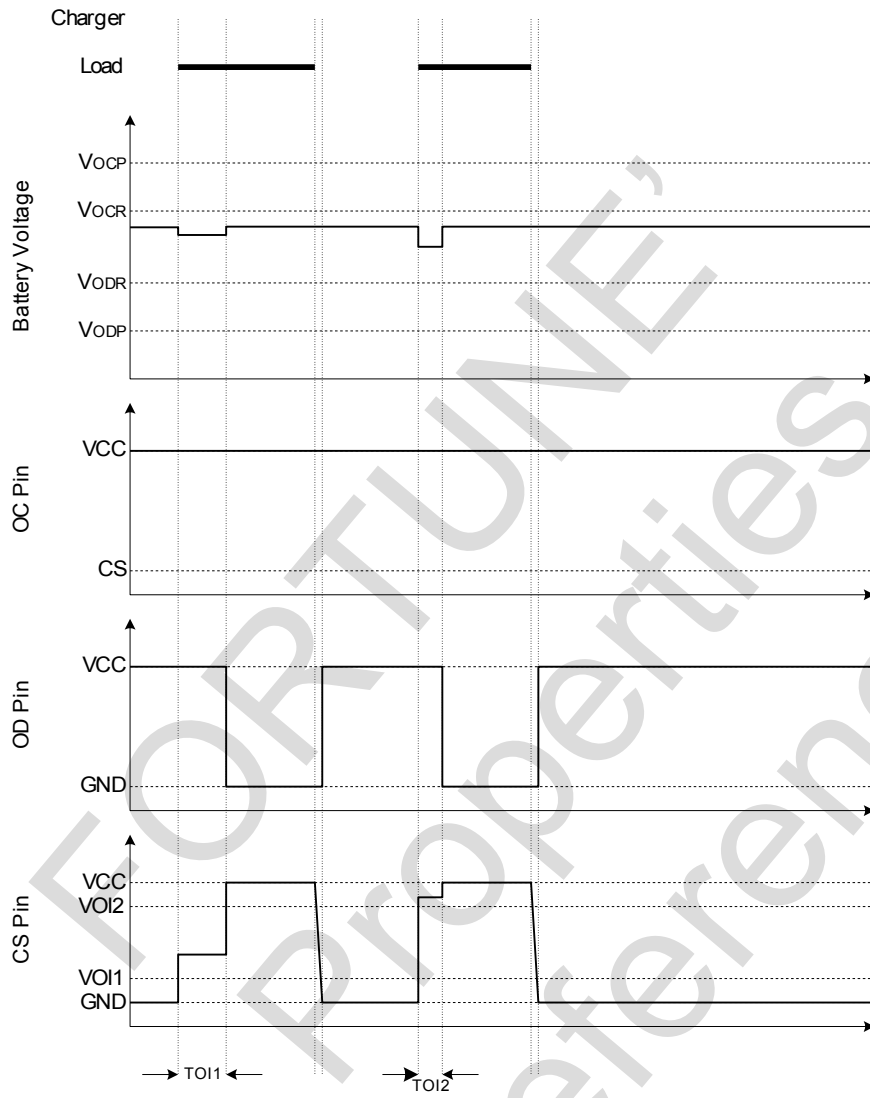 Charger
Load
Battery Voltage
VOCP
VOCR
VODR
VODP
OC Pin
VCC
CS
OD Pin
VCC
GND
CS Pin
VCC
VOI2
VOI1
GND
TOI1
TOI2
FORTUNE'
Properties